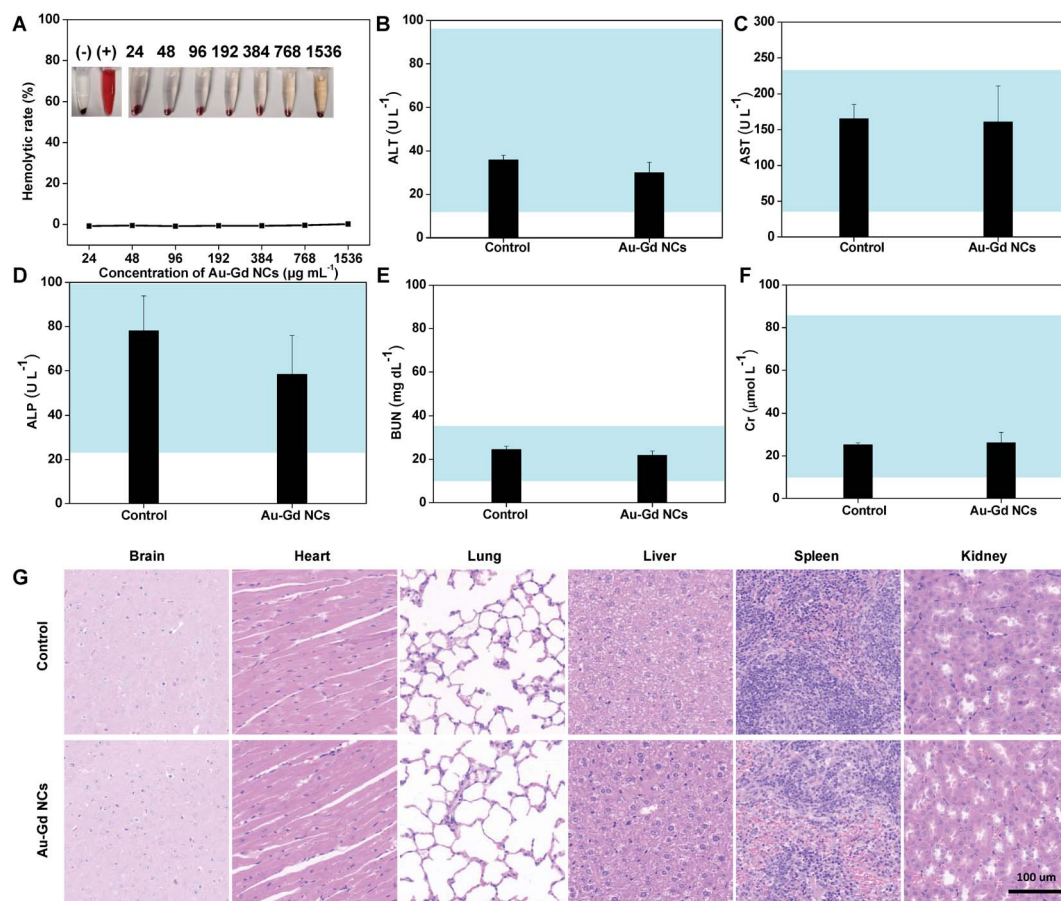 A
Hemolytic rate (%)
100
80
60
40
20
0
(-) (+) 24 48 96 192 384 768 1536
24 48 96 192 384 768 1536
Concentration of Au-Gd NCs (µg mL⁻¹)
B
ALT (U L⁻¹)
100
80
60
40
20
0
Control Au-Gd NCs
C
AST (U L⁻¹)
300
250
200
150
100
50
0
Control Au-Gd NCs
D
ALP (U L⁻¹)
100
80
60
40
20
0
Control Au-Gd NCs
E
BUN (mg dL⁻¹)
100
80
60
40
20
0
Control Au-Gd NCs
F
Cr (μmol L⁻¹)
100
80
60
40
20
0
Control Au-Gd NCs
G
Brain Heart Lung Liver Spleen Kidney
Control
Au-Gd NCs
100 um